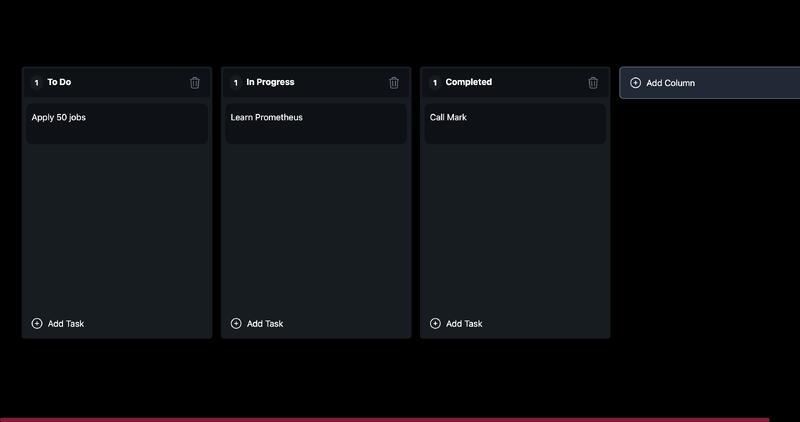 1 To Do
Apply 50 jobs
Add Task
1 In Progress
Learn Prometheus
Add Task
1 Completed
Call Mark
Add Task
Add Column